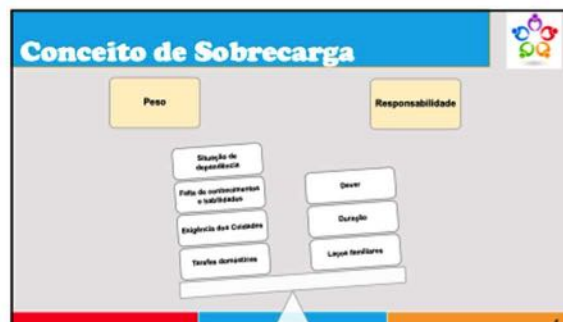 Conceito de Sobrecarga
Peso
Responsabilidade
Situação de
dependência
Falta de conhecimentos
e habilidades
Exigência dos Cuidados
Tarefas domésticas
Dever
Duração
Laços familiares